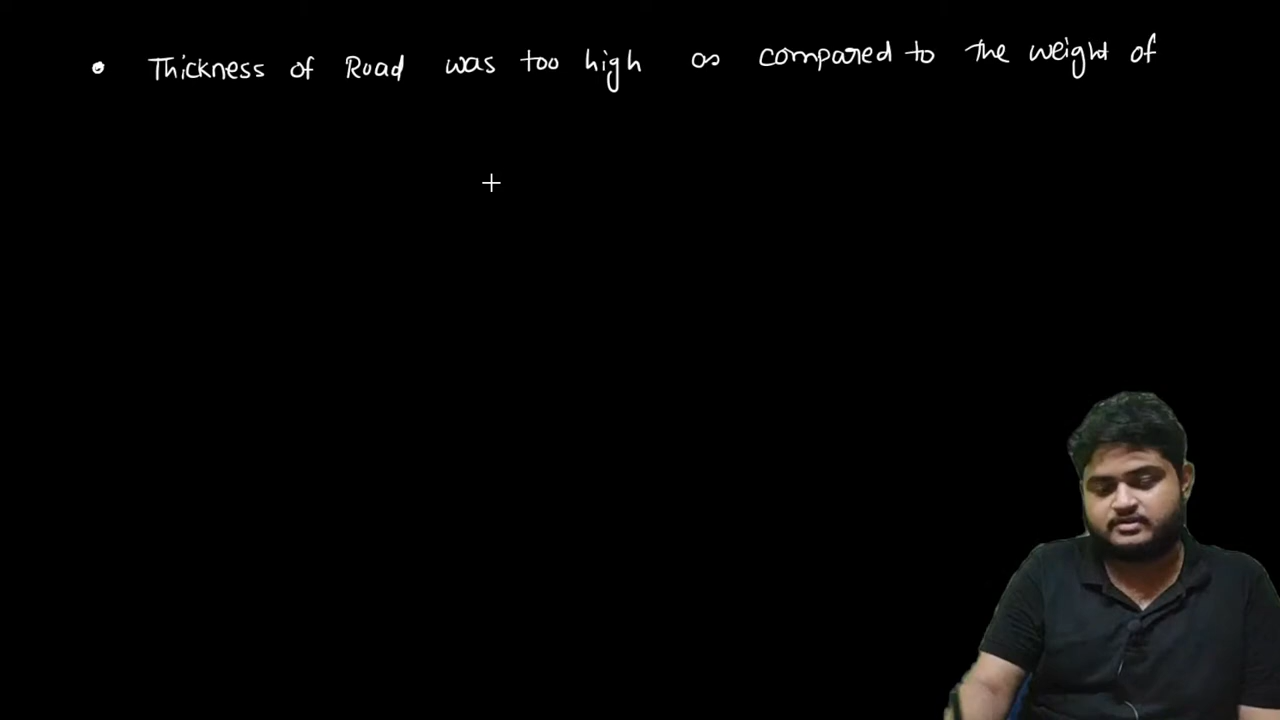 • Thickness of Road was too high as compared to the weight of